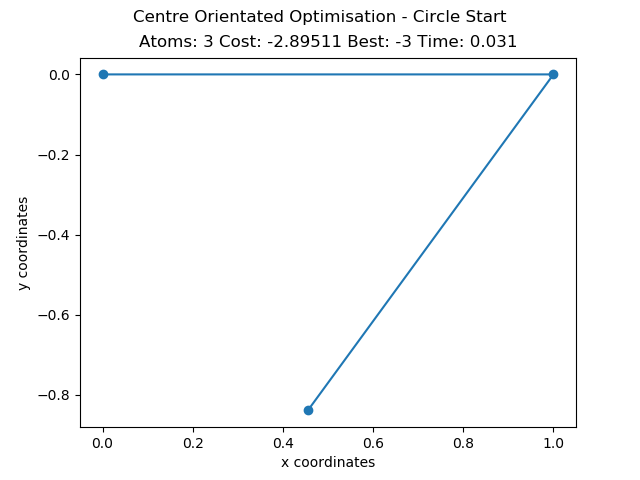 Centre Orientated Optimisation - Circle Start
Atoms: 3 Cost: -2.89511 Best: -3 Time: 0.031
0.0
−0.2
−0.4
−0.6
−0.8
y coordinates
0.0 0.2 0.4 0.6 0.8 1.0
x coordinates